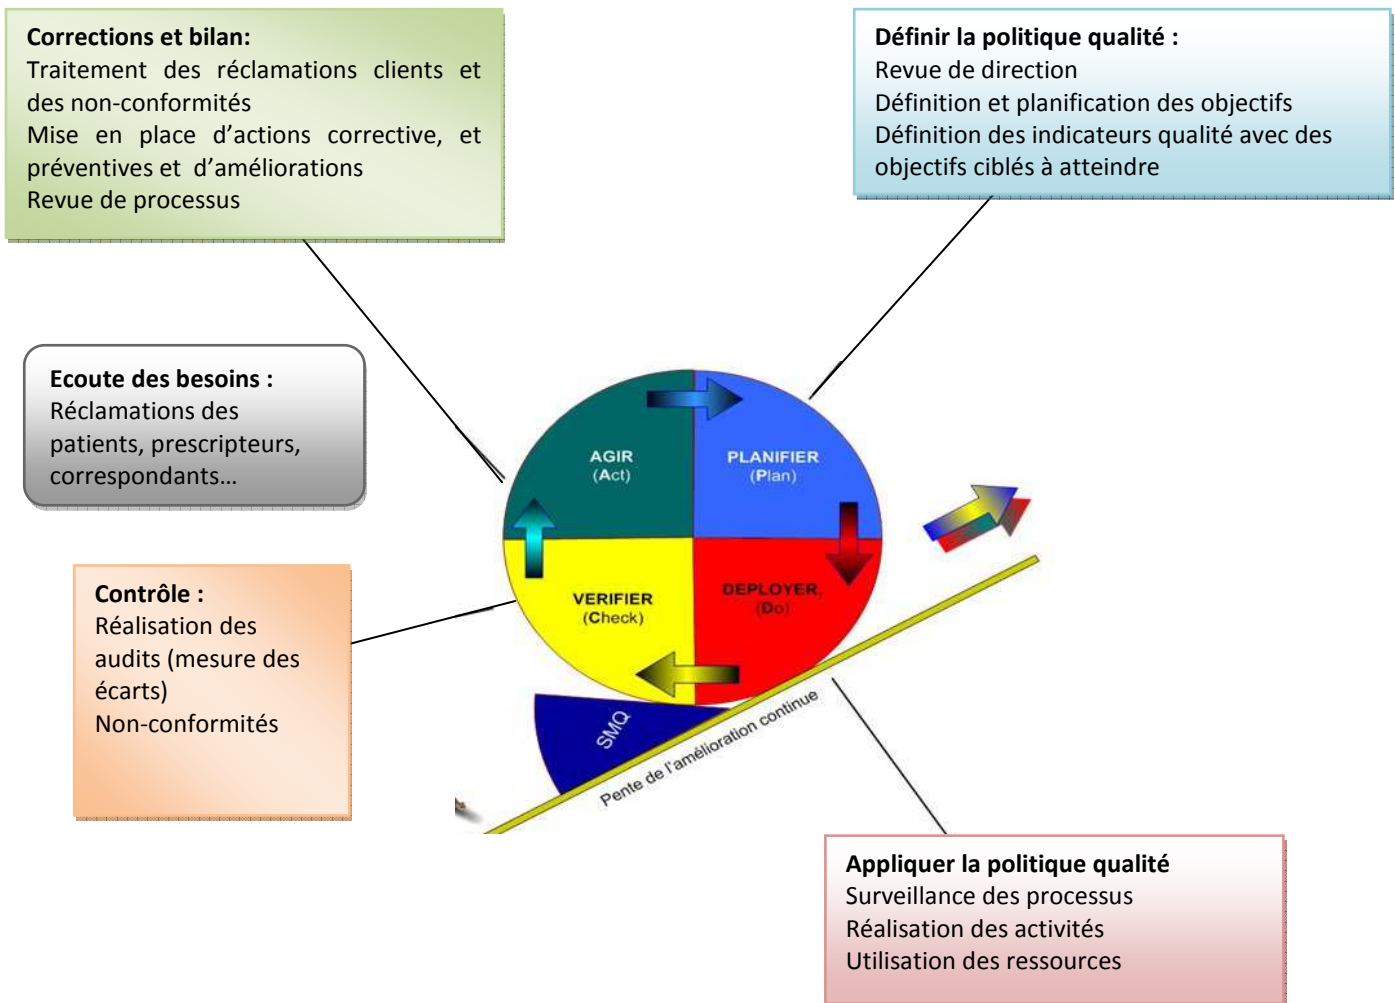 Corrections et bilan:
Traitement des réclamations clients et
des non-conformités
Mise en place d’actions corrective, et
préventives et d’améliorations
Revue de processus
Définir la politique qualité :
Revue de direction
Définition et planification des objectifs
Définition des indicateurs qualité avec des
objectifs ciblés à atteindre
Ecoute des besoins :
Réclamations des
patients, prescripteurs,
correspondants…
AGIR
(Act)
PLANIFIER
(Plan)
VERIFIER
(Check)
DEPLOYER,
(Do)
SMQ
Pente de l’amélioration continue
Contrôle :
Réalisation des
audits (mesure des
écarts)
Non-conformités
Appliquer la politique qualité
Surveillance des processus
Réalisation des activités
Utilisation des ressources